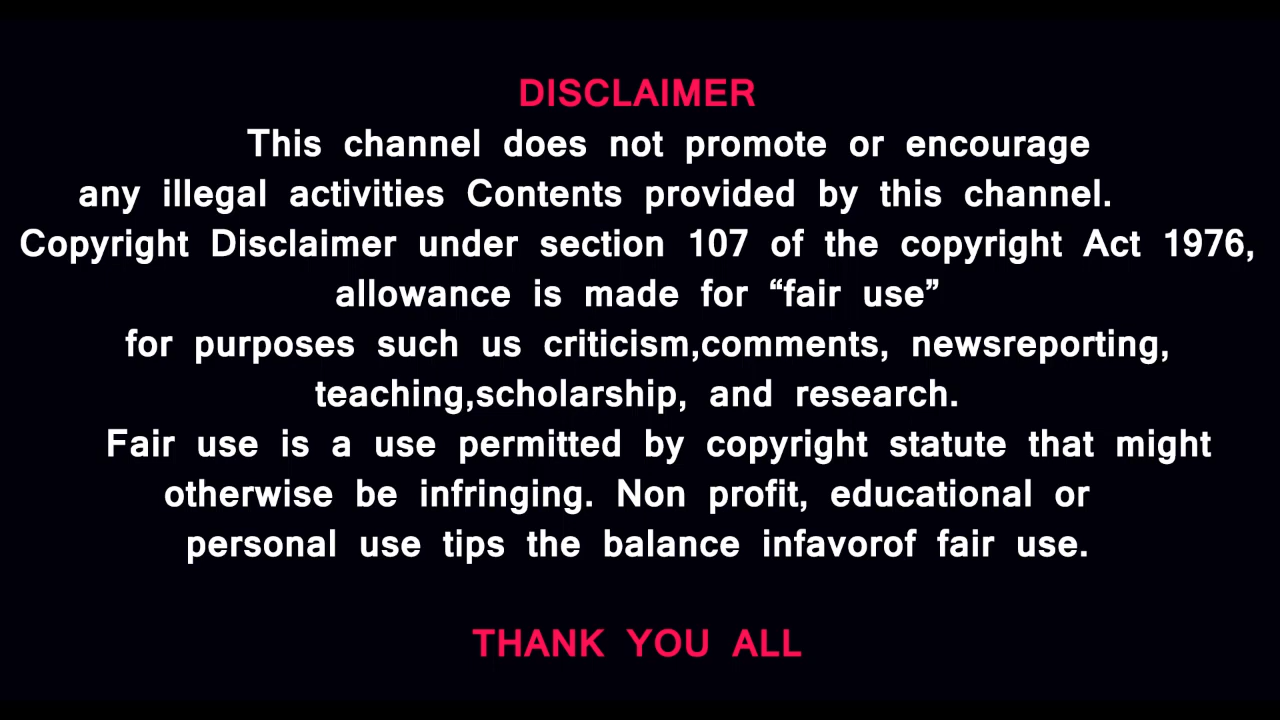 DISCLAIMER
This channel does not promote or encourage
any illegal activities Contents provided by this channel.
Copyright Disclaimer under section 107 of the copyright Act 1976,
allowance is made for “fair use”
for purposes such us criticism,comments, newsreporting,
teaching,scholarship, and research.
Fair use is a use permitted by copyright statute that might
otherwise be infringing. Non profit, educational or
personal use tips the balance infavorof fair use.
THANK YOU ALL